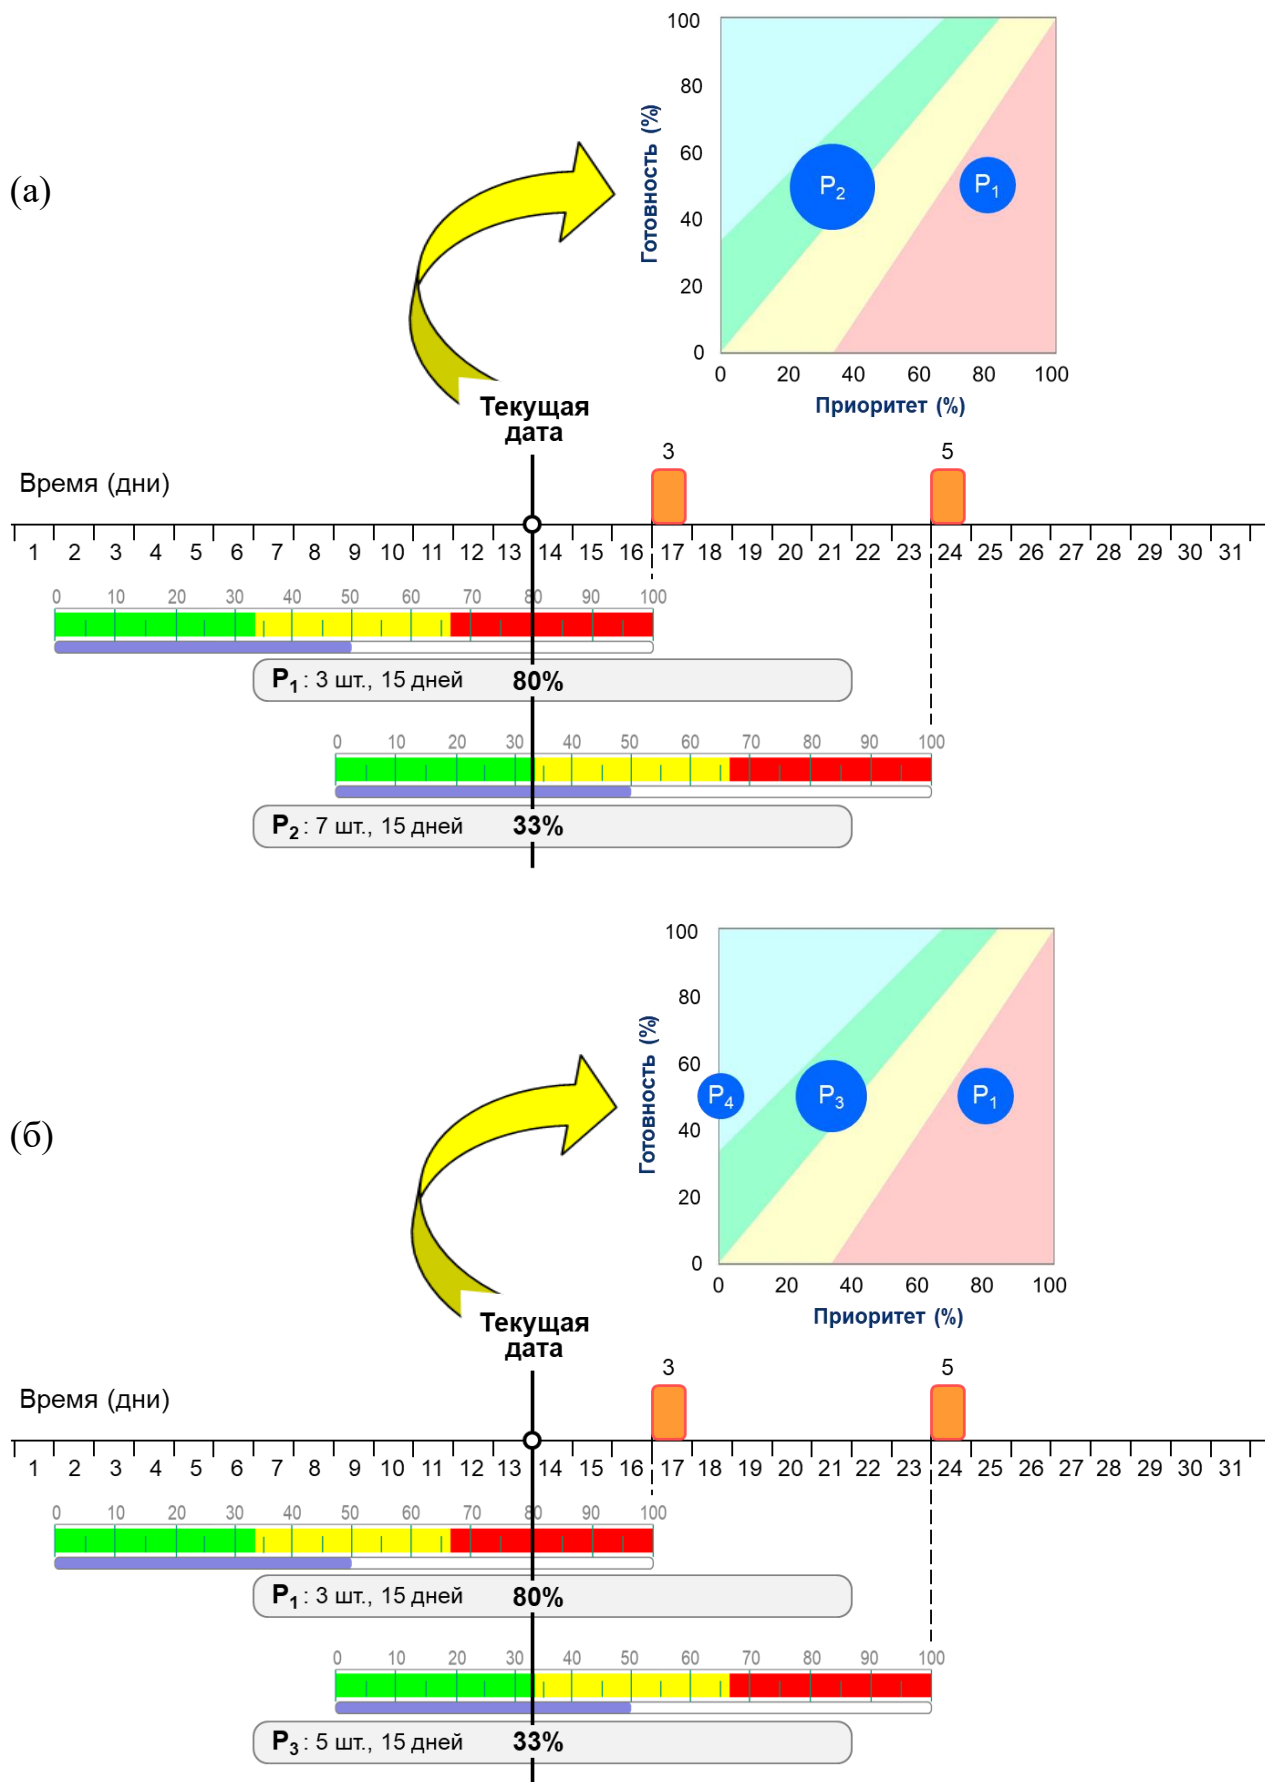 (а)
Готовность (%)
100
80
60
40
20
0
P2
P1
0 20 40 60 80 100
Приоритет (%)
Текущая
дата
3
5
Время (дни)
1 2 3 4 5 6 7 8 9 10 11 12 13 14 15 16 17 18 19 20 21 22 23 24 25 26 27 28 29 30 31
0 10 20 30 40 50 60 70 80 90 100
P1 : 3 шт., 15 дней 80%
0 10 20 30 40 50 60 70 80 90 100
P2 : 7 шт., 15 дней 33%
(б)
Готовность (%)
100
80
60
40
20
0
P4
P3
P1
0 20 40 60 80 100
Приоритет (%)
Текущая
дата
3
5
Время (дни)
1 2 3 4 5 6 7 8 9 10 11 12 13 14 15 16 17 18 19 20 21 22 23 24 25 26 27 28 29 30 31
0 10 20 30 40 50 60 70 80 90 100
P1 : 3 шт., 15 дней 80%
0 10 20 30 40 50 60 70 80 90 100
P3 : 5 шт., 15 дней 33%